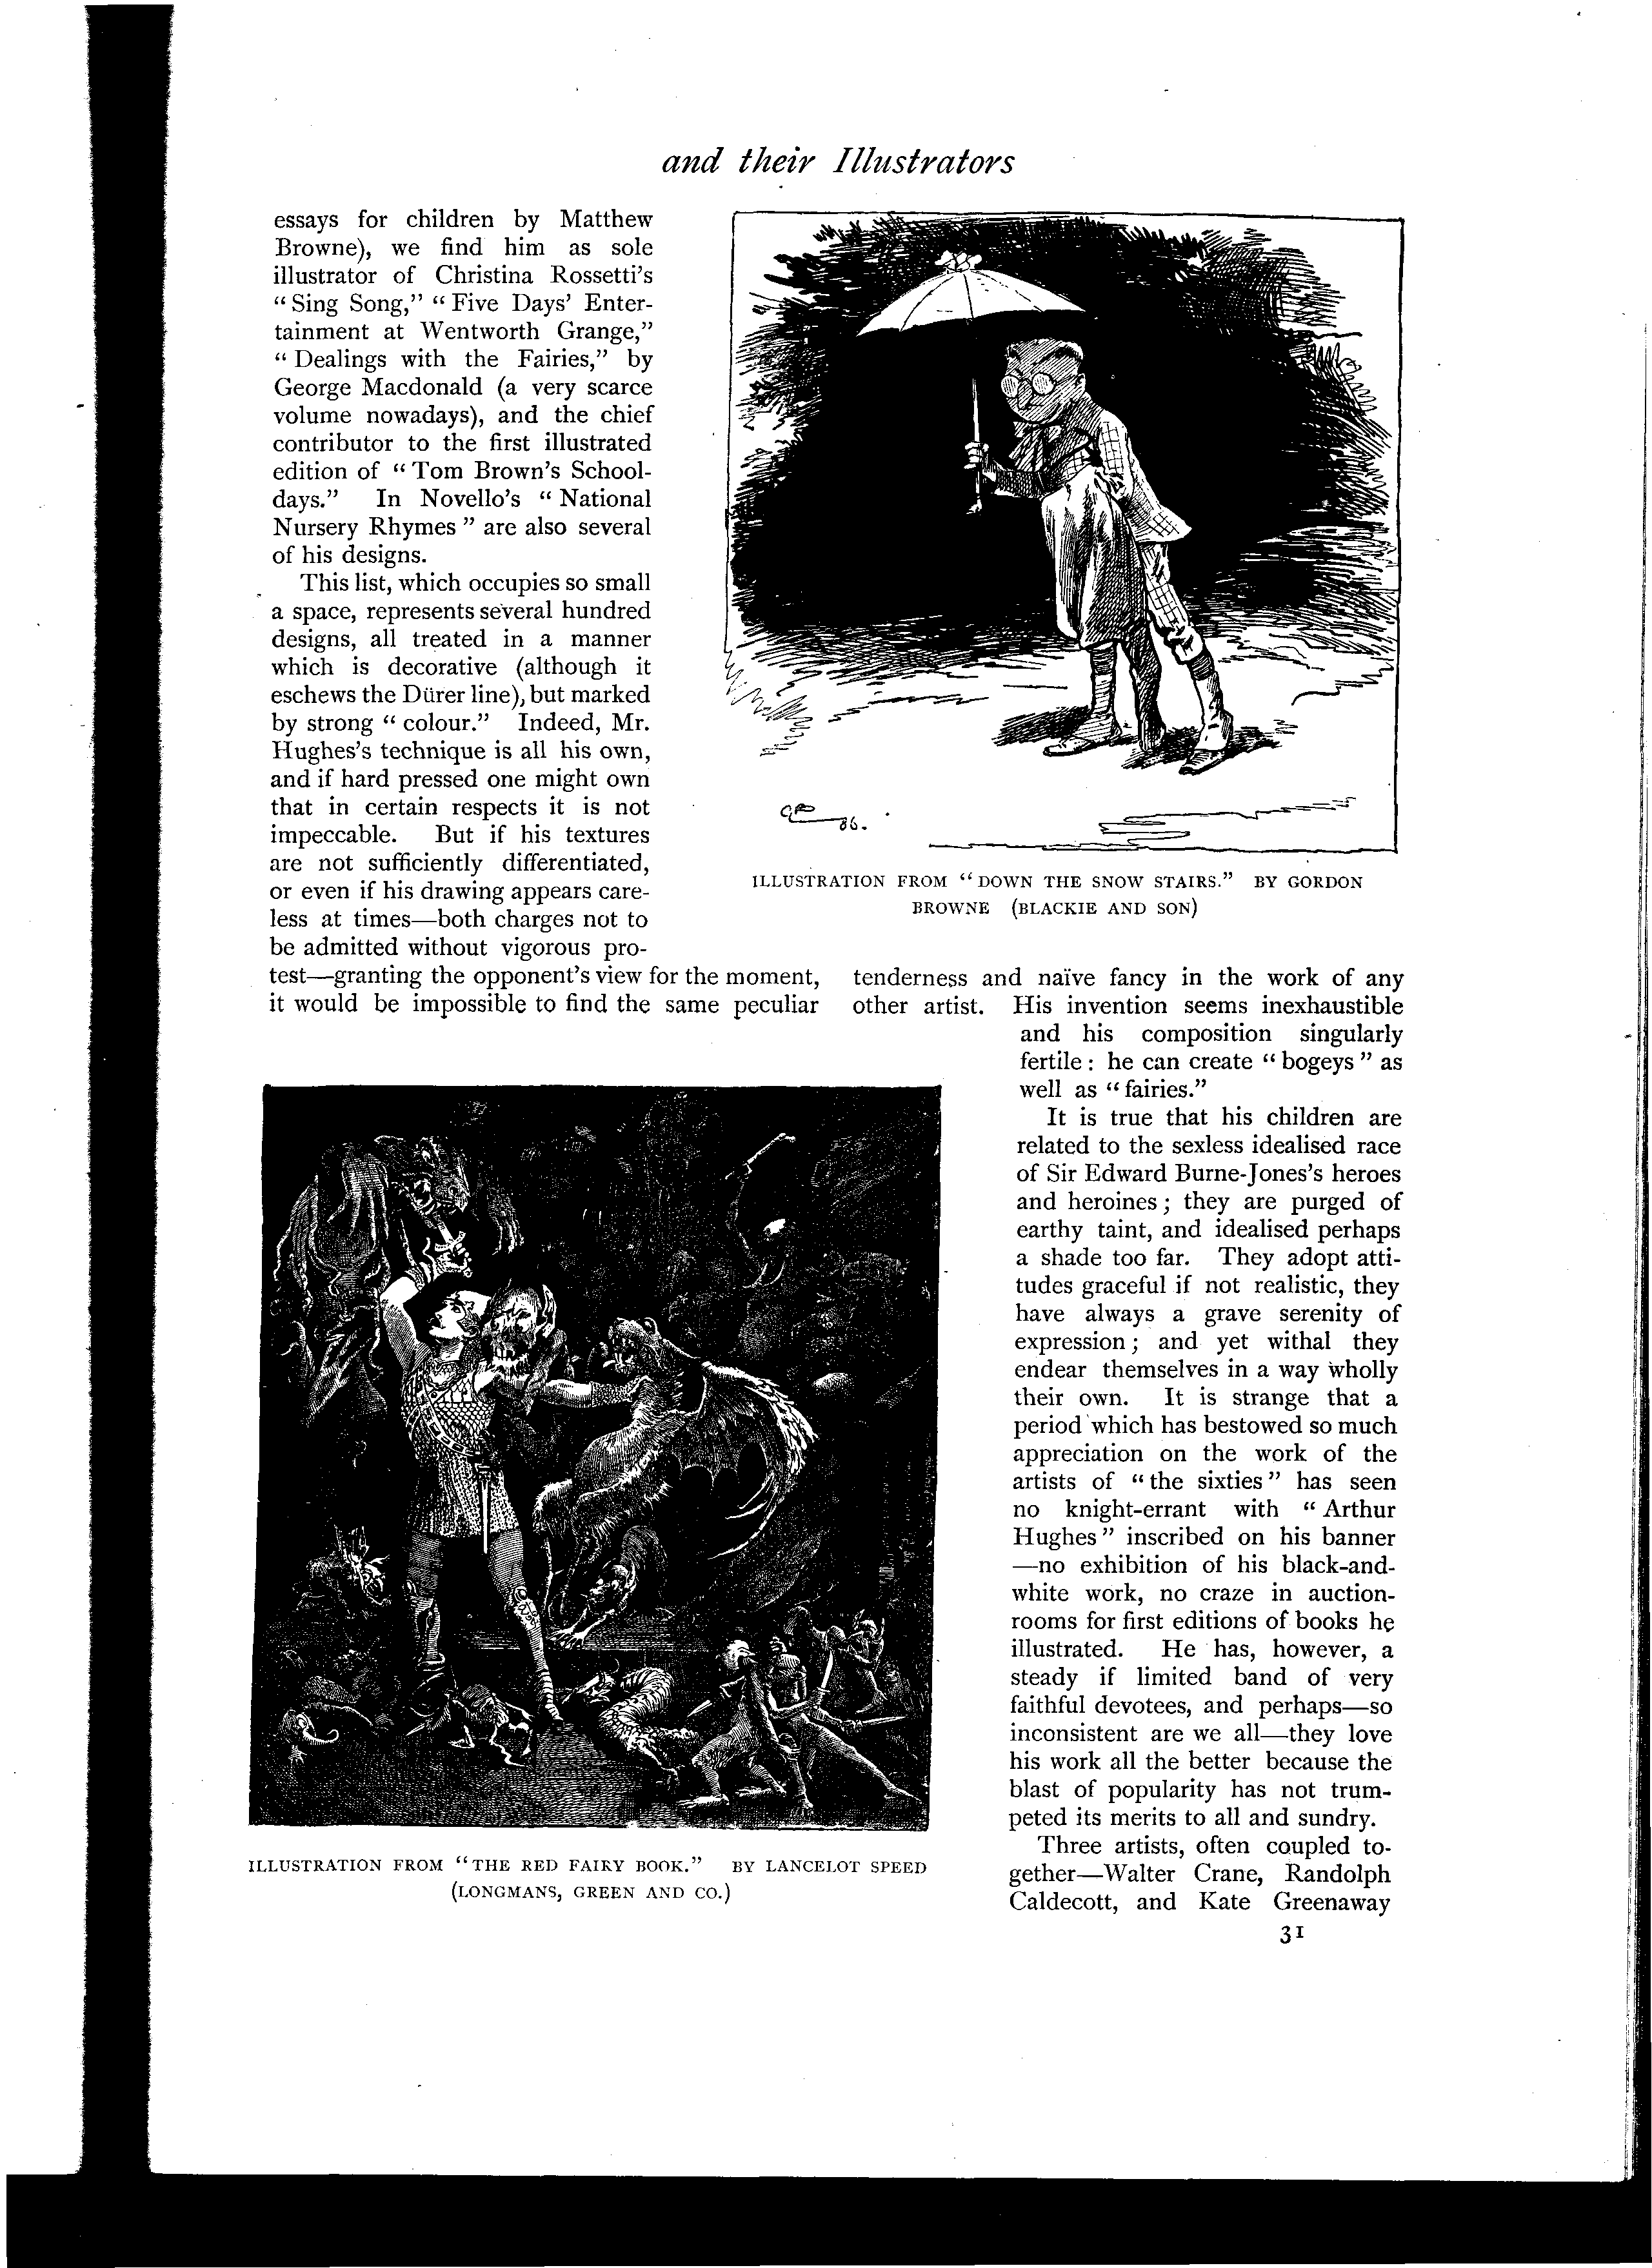 and their Illustrators
essays for children by Matthew
Browne), we find him as sole
illustrator of Christina Rossetti's
“Sing Song,” “Five Days' Enter-
tainment at Wentworth Grange,”
“Dealings with the Fairies,” by
George Macdonald (a very scarce
volume nowadays), and the chief
contributor to the first illustrated
edition of “Tom Brown's School-
days.” In Novello's “National
Nursery Rhymes” are also several
of his designs.
This list, which occupies so small
a space, represents several hundred
designs, all treated in a manner
which is decorative (although it
eschews the Dürer line), but marked
by strong “colour.” Indeed, Mr.
Hughes's technique is all his own,
and if hard pressed one might own
that in certain respects it is not
impeccable. But if his textures
are not sufficiently differentiated,
or even if his drawing appears care-
less at times—both charges not to
be admitted without vigorous pro-
test—granting the opponent's view for the moment,
it would be impossible to find the same peculiar
86.
ILLUSTRATION FROM “DOWN THE SNOW STAIRS.” BY GORDON
BROWNE (BLACKIE AND SON)
tenderness and naïve fancy in the work of any
other artist. His invention seems inexhaustible
and his composition singularly
fertile: he can create “bogeys” as
well as “fairies.”
It is true that his children are
related to the sexless idealised race
of Sir Edward Burne-Jones's heroes
and heroines; they are purged of
earthy taint, and idealised perhaps
a shade too far. They adopt atti-
tudes graceful if not realistic, they
have always a grave serenity of
expression; and yet withal they
endear themselves in a way wholly
their own. It is strange that a
period which has bestowed so much
appreciation on the work of the
artists of “the sixties” has seen
no knight-errant with “Arthur
Hughes” inscribed on his banner
—no exhibition of his black-and-
white work, no craze in auction-
rooms for first editions of books he
illustrated. He has, however, a
steady if limited band of very
faithful devotees, and perhaps—so
inconsistent are we all—they love
his work all the better because the
blast of popularity has not trum-
peted its merits to all and sundry.
Three artists, often coupled to-
gether—Walter Crane, Randolph
Caldecott, and Kate Greenaway
ILLUSTRATION FROM “THE RED FAIRY BOOK.” BY LANCELOT SPEED
(LONGMANS, GREEN AND CO.)
31